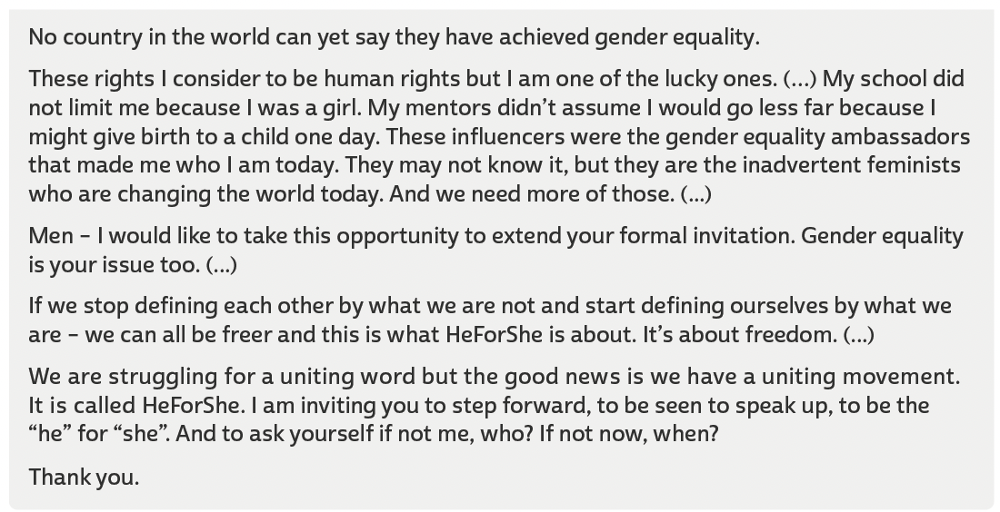 No country in the world can yet say they have achieved gender equality.
These rights I consider to be human rights but I am one of the lucky ones. (...) My school did
not limit me because I was a girl. My mentors didn’t assume I would go less far because I
might give birth to a child one day. These influencers were the gender equality ambassadors
that made me who I am today. They may not know it, but they are the inadvertent feminists
who are changing the world today. And we need more of those. (...)
Men – I would like to take this opportunity to extend your formal invitation. Gender equality
is your issue too. (...)
If we stop defining each other by what we are not and start defining ourselves by what we
are – we can all be freer and this is what HeForShe is about. It’s about freedom. (...)
We are struggling for a uniting word but the good news is we have a uniting movement.
It is called HeForShe. I am inviting you to step forward, to be seen to speak up, to be the
“he” for “she”. And to ask yourself if not me, who? If not now, when?
Thank you.